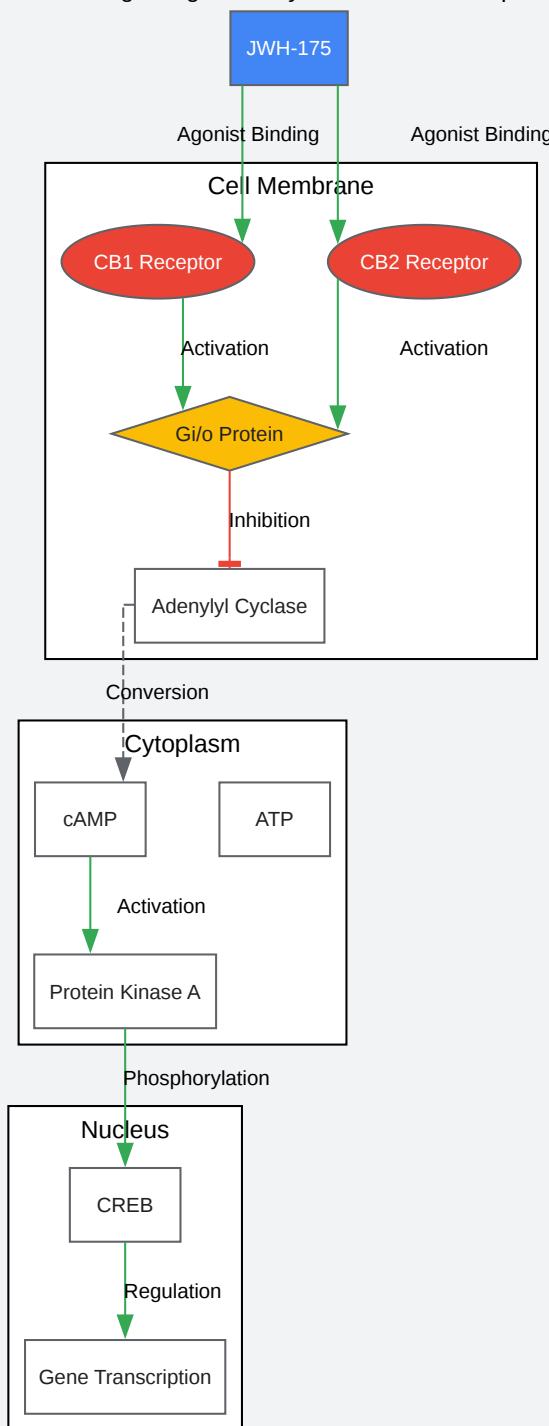 JWH-175
Agonist Binding
Agonist Binding
Cell Membrane
CB1 Receptor
CB2 Receptor
Activation
Activation
Gi/o Protein
Inhibition
Adenylyl Cyclase
Conversion
Cytoplasm
cAMP
ATP
Activation
Protein Kinase A
Phosphorylation
Nucleus
CREB
Regulation
Gene Transcription